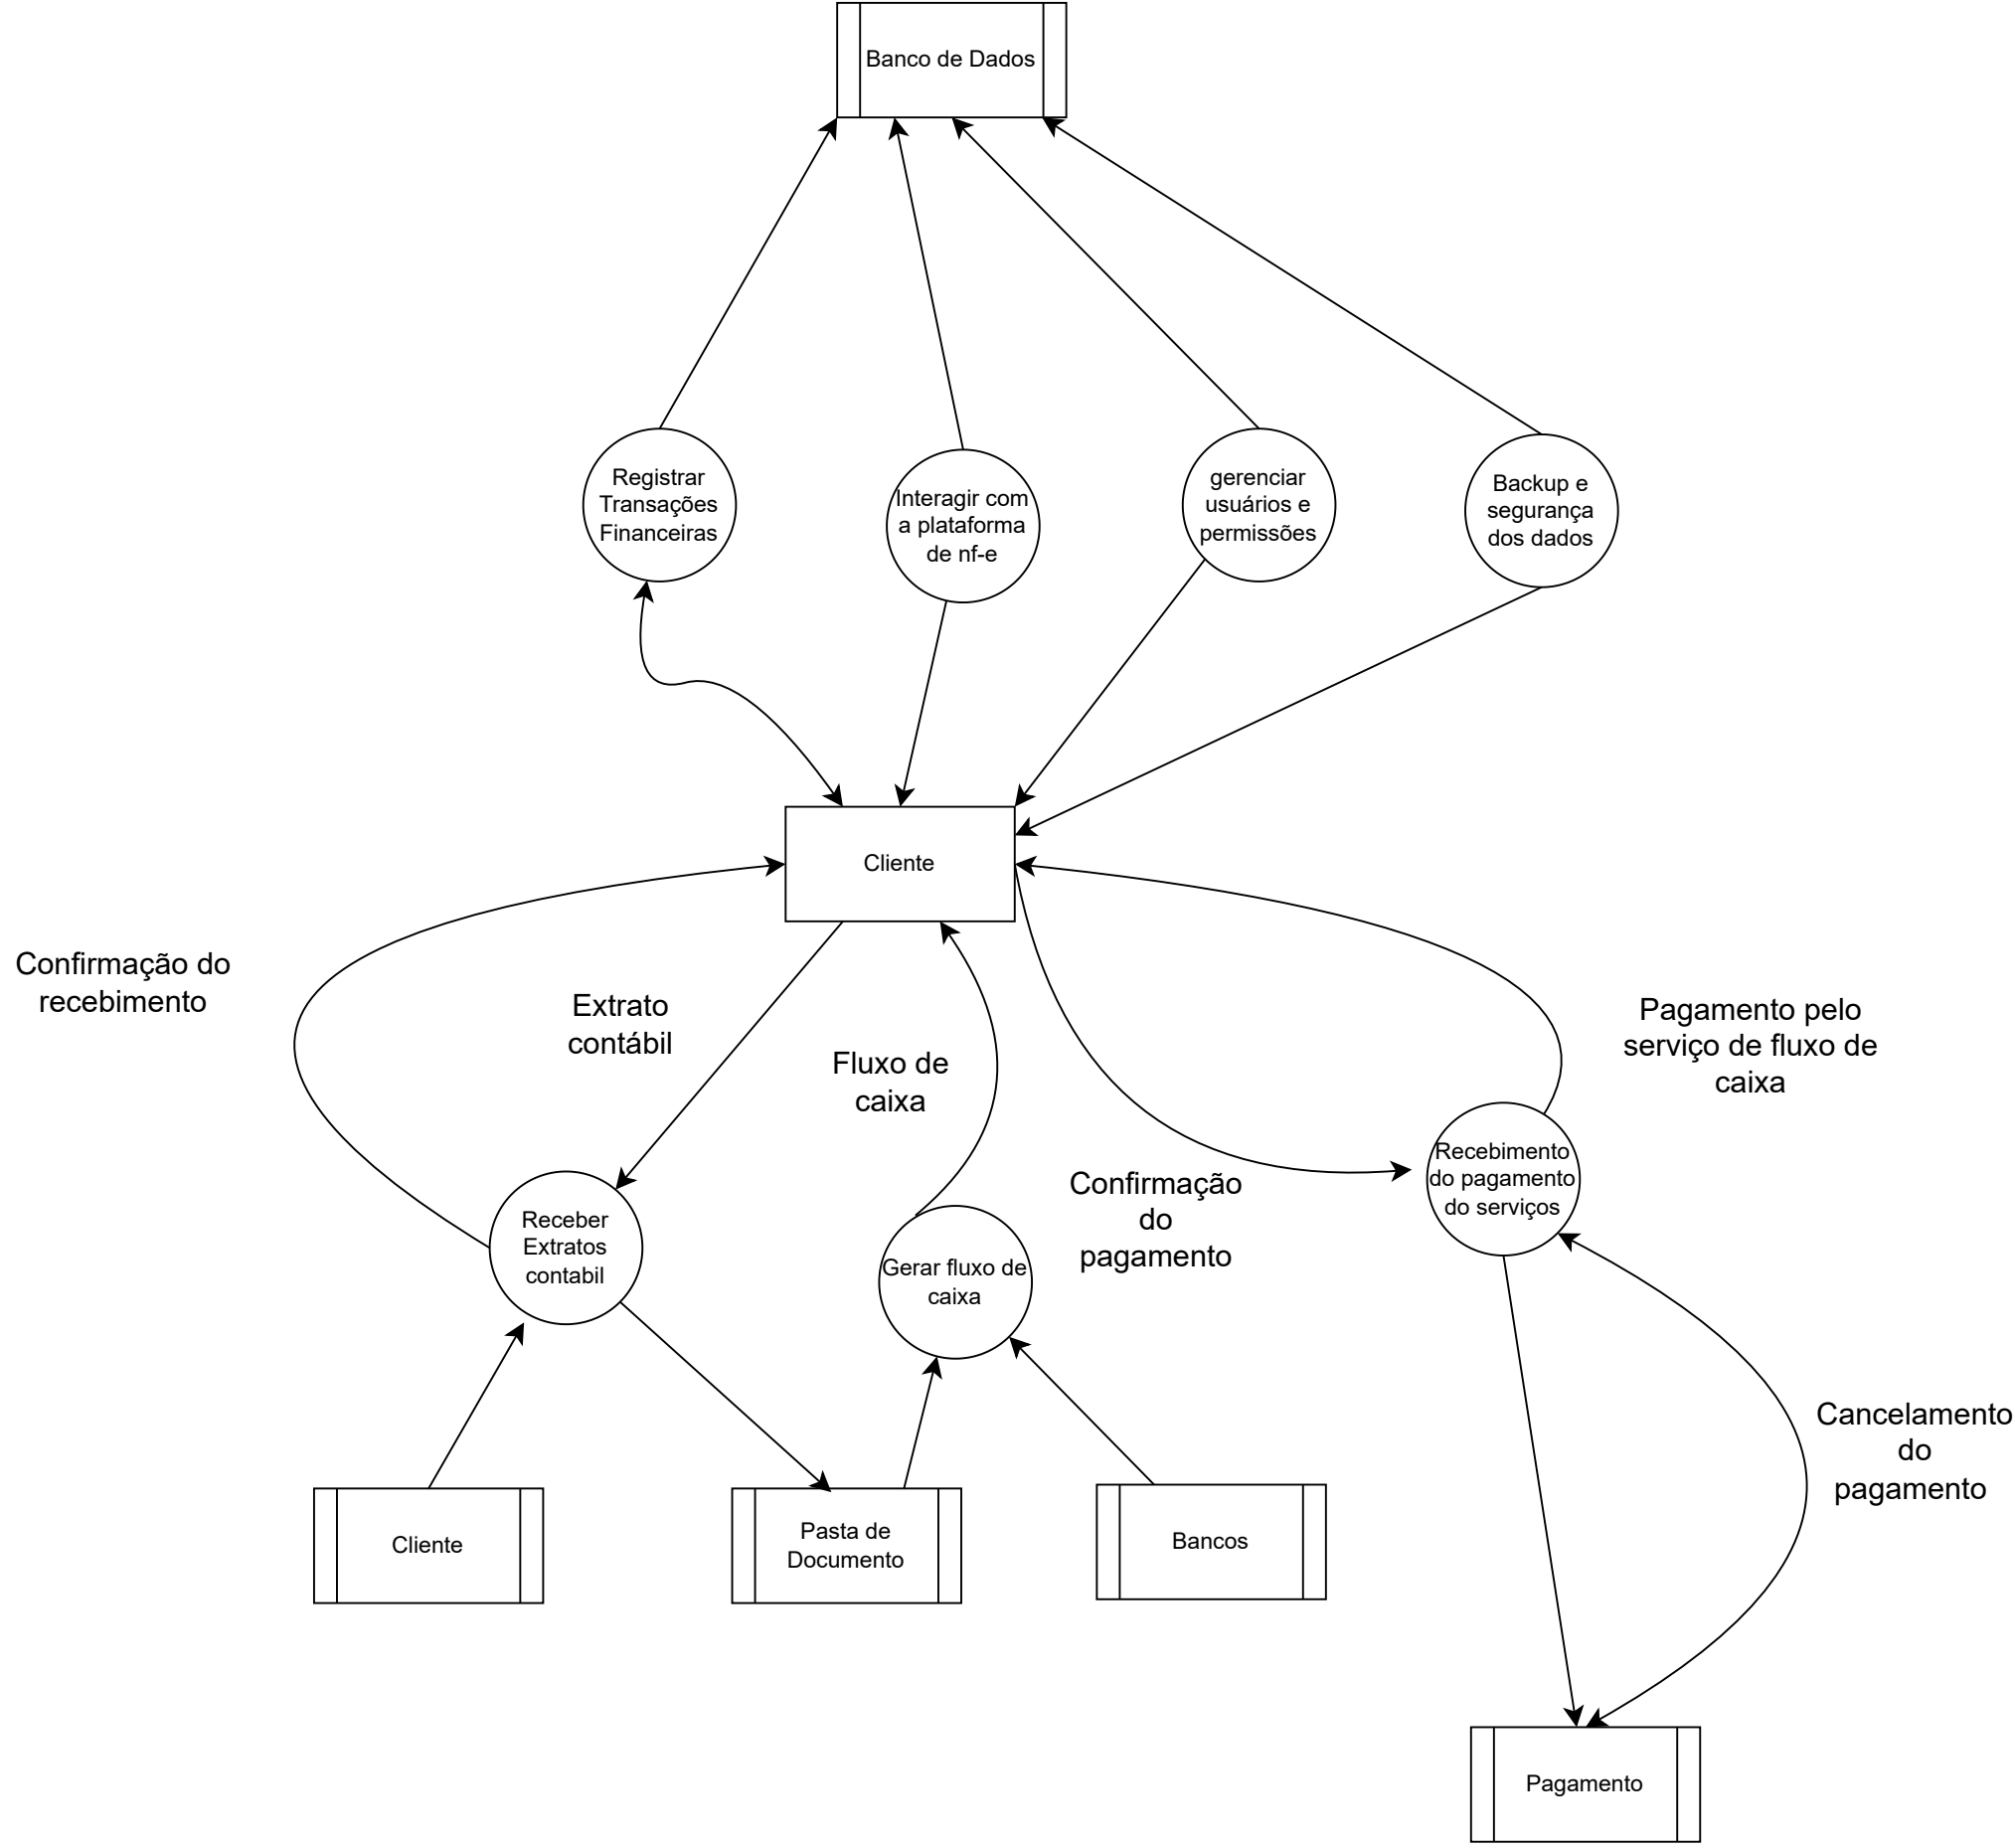 Banco de Dados
Registrar
Transações
Financeiras
Interagir com
a plataforma
de nf-e
gerenciar
usuários e
permissões
Backup e
segurança
dos dados
Cliente
Confirmação do
recebimento
Extrato
contábil
Fluxo de
caixa
Pagamento pelo
serviço de fluxo de
caixa
Confirmação
do
pagamento
Recebimento
do pagamento
do serviços
Receber
Extratos
contabil
Gerar fluxo de
caixa
Cancelamento
do
pagamento
Cliente
Pasta de
Documento
Bancos
Pagamento